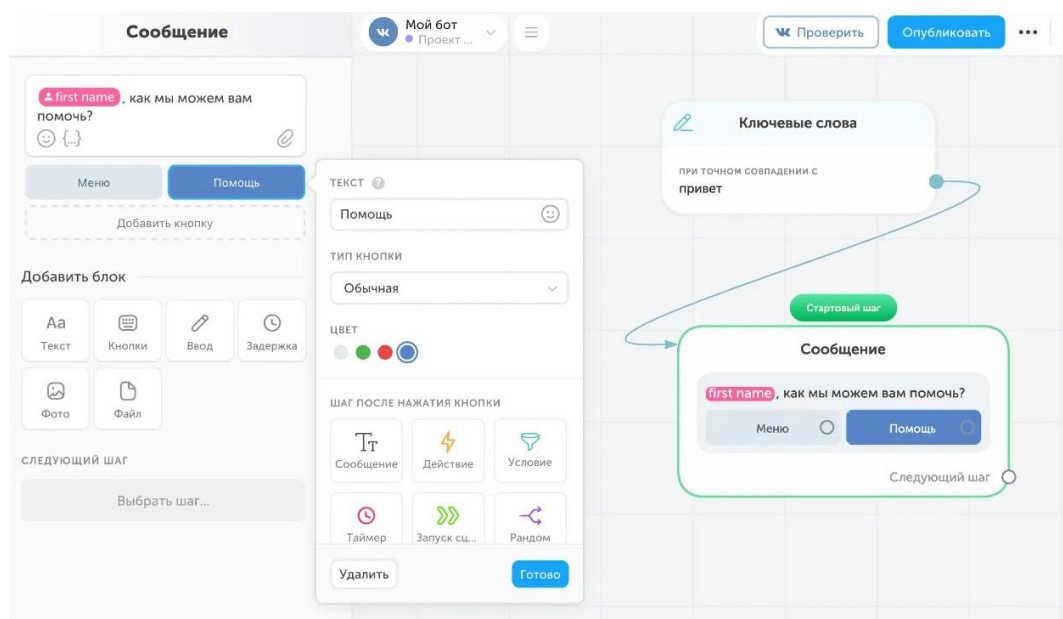 Сообщение
Мой бот
Проект ...
Проверить
Опубликовать
first name, как мы можем вам
помочь?
{...}
Меню
Помощь
Добавить кнопку
Добавить блок
Aa
Текст
Кнопки
Ввод
Задержка
Фото
Файл
СЛЕДУЮЩИЙ ШАГ
Выбрать шаг...
ТЕКСТ ?
Помощь
ТИП КНОПКИ
Обычная
ЦВЕТ
ШАГ ПОСЛЕ НАЖАТИЯ КНОПКИ
Тт
Сообщение
Действие
Условие
Таймер
Запуск сц...
Рандом
Удалить
Готово
Ключевые слова
ПРИ ТОЧНОМ СОВПАДЕНИИ С
привет
Стартовый шаг
Сообщение
first name, как мы можем вам помочь?
Меню
Помощь
Следующий шаг